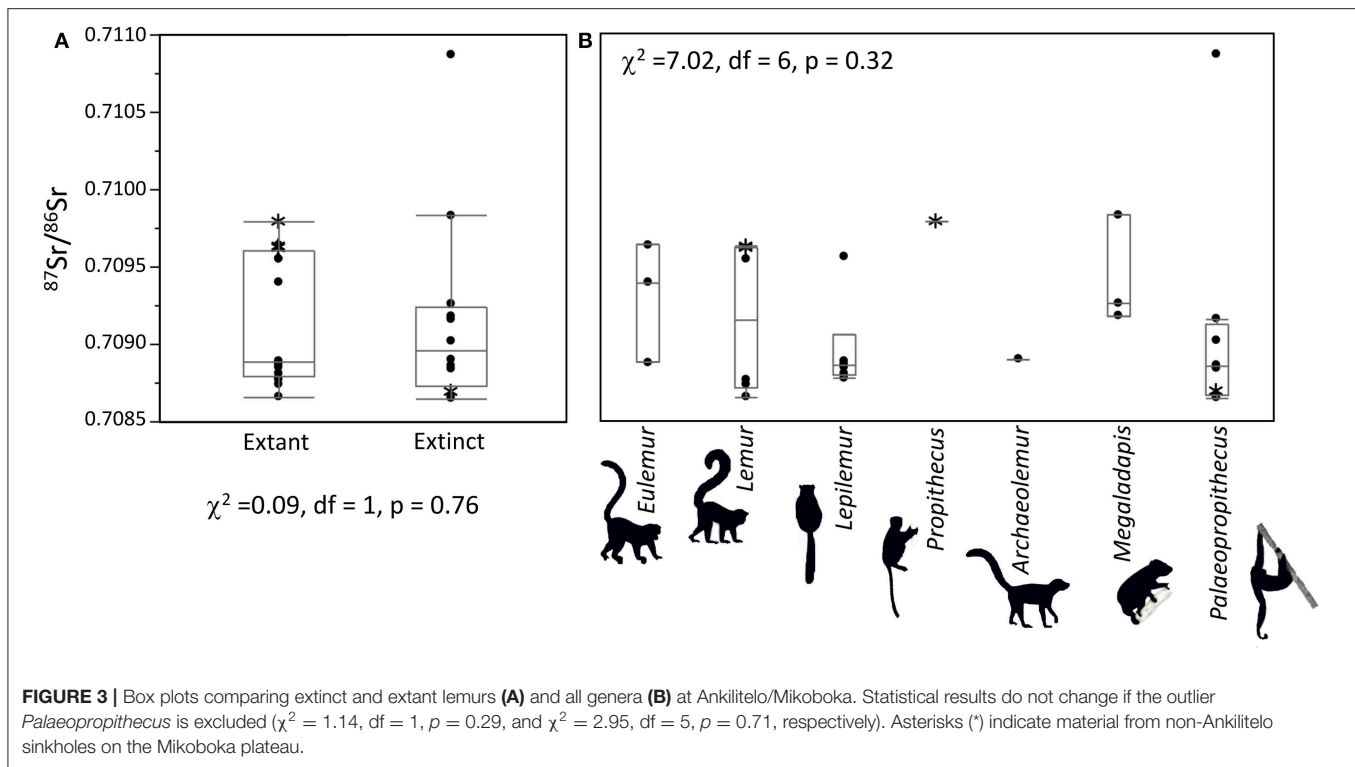 A
0.7110
0.7105
0.7100
0.7095
0.7090
0.7085
⁸⁷Sr/⁸⁶Sr
Extant
Extinct
χ² =0.09, df = 1, p = 0.76
B
χ² =7.02, df = 6, p = 0.32
Eulemur
Lemur
Lepilemur
Propithecus
Archaeolemur
Megaladapis
Palaeopropithecus
FIGURE 3 | Box plots comparing extinct and extant lemurs (A) and all genera (B) at Ankilitelo/Mikoboka. Statistical results do not change if the outlier
Palaeopropithecus is excluded (χ² = 1.14, df = 1, p = 0.29, and χ² = 2.95, df = 5, p = 0.71, respectively). Asterisks (*) indicate material from non-Ankilitelo
sinkholes on the Mikoboka plateau.